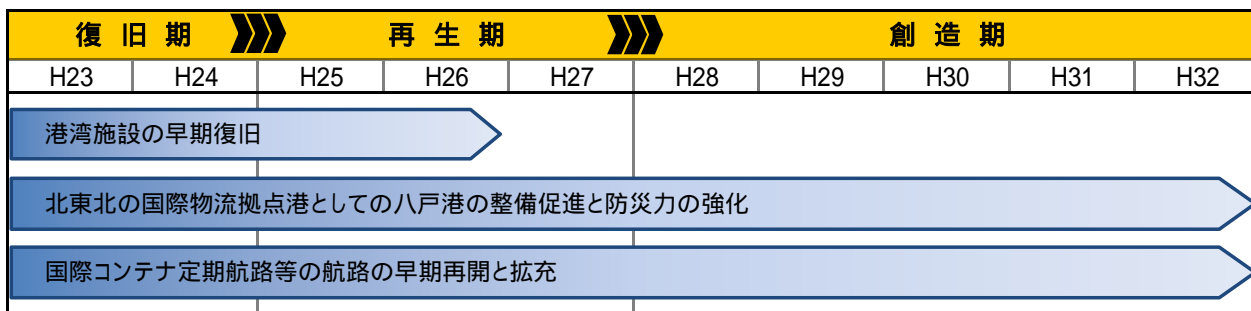 復旧期 再生期 創造期
H23 H24 H25 H26 H27 H28 H29 H30 H31 H32
港湾施設の早期復旧
北東北の国際物流拠点港としての八戸港の整備促進と防災力の強化
国際コンテナ定期航路等の航路の早期再開と拡充